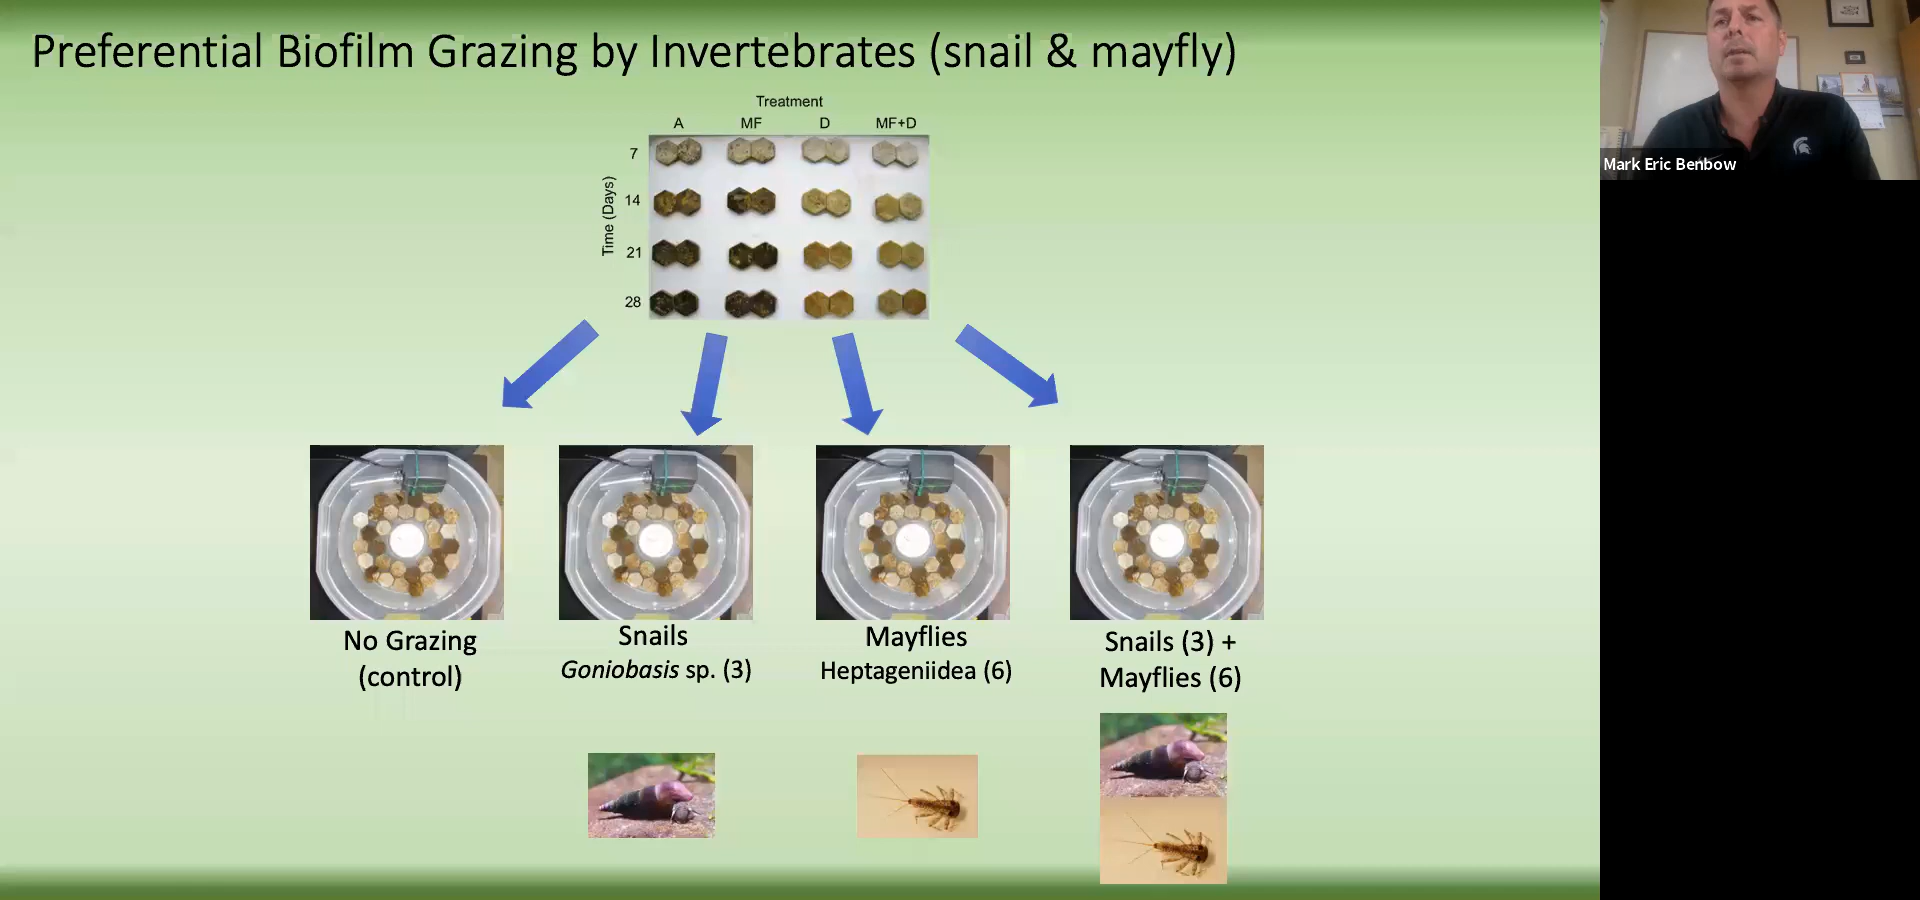 Preferential Biofilm Grazing by Invertebrates (snail & mayfly)
Treatment
A MF D MF+D
Time (Days)
7
14
21
28
No Grazing
(control)
Snails
Goniobasis sp. (3)
Mayflies
Heptageniidea (6)
Snails (3) +
Mayflies (6)
Mark Eric Benbow